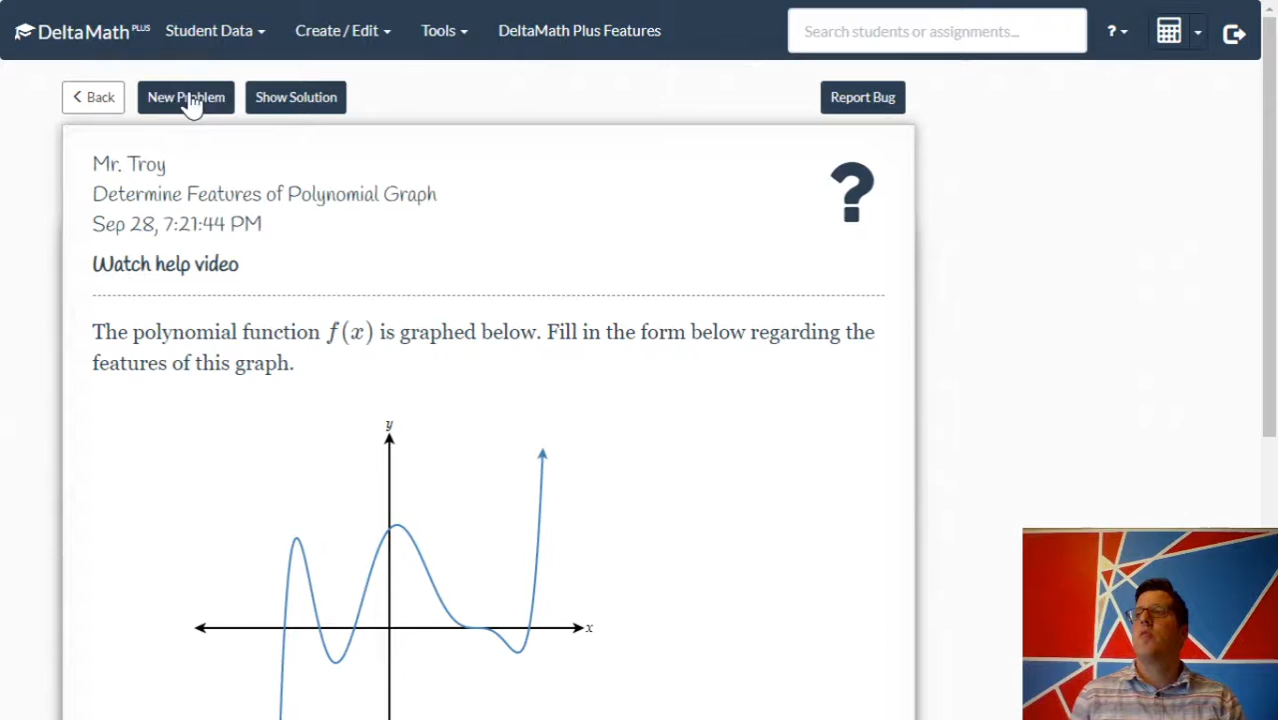 DeltaMath PLUS Student Data Create / Edit Tools DeltaMath Plus Features Search students or assignments... ?
Back New Problem Show Solution Report Bug
Mr. Troy
Determine Features of Polynomial Graph
Sep 28, 7:21:44 PM
?
Watch help video
The polynomial function f(x) is graphed below. Fill in the form below regarding the
features of this graph.
y
x